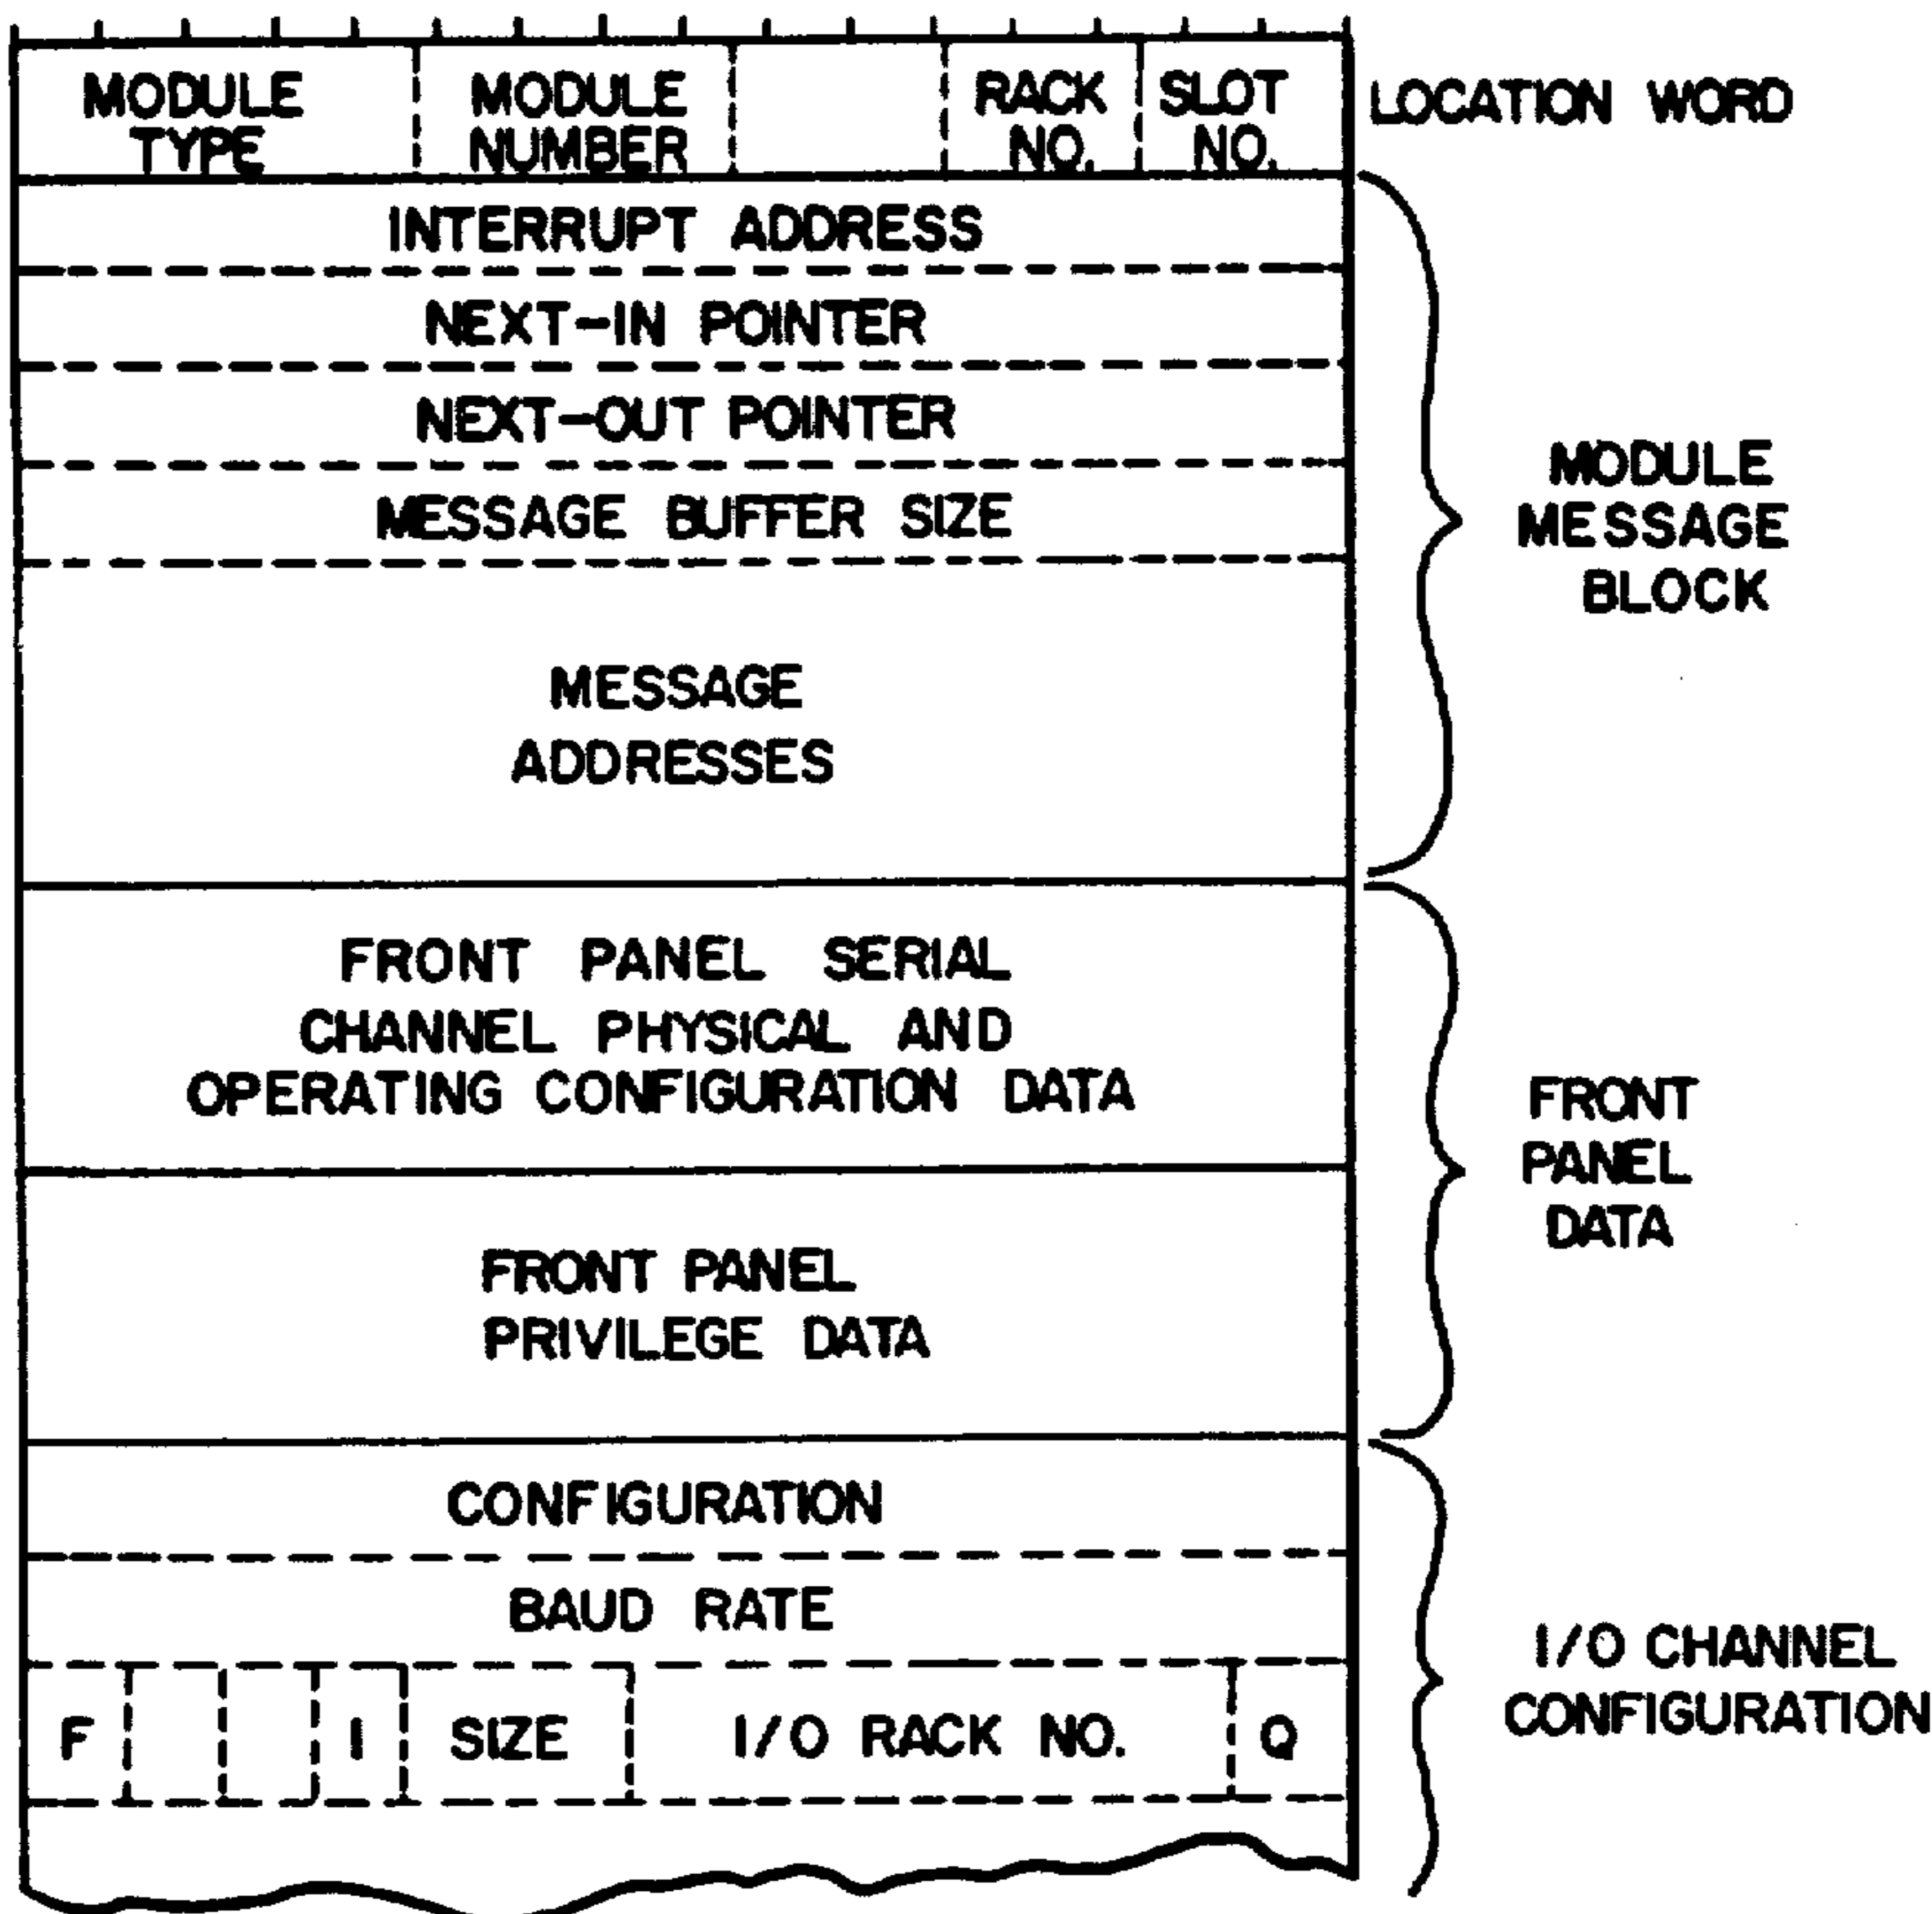 MODULE
TYPE
MODULE
NUMBER
RACK
NO.
SLOT
NO.
LOCATION WORD
INTERRUPT ADDRESS
NEXT-IN POINTER
NEXT-OUT POINTER
MESSAGE BUFFER SIZE
MESSAGE
ADDRESSES
MODULE
MESSAGE
BLOCK
FRONT PANEL SERIAL
CHANNEL PHYSICAL AND
OPERATING CONFIGURATION DATA
FRONT PANEL
PRIVILEGE DATA
FRONT
PANEL
DATA
CONFIGURATION
BAUD RATE
F
I
SIZE
I/O RACK NO.
Q
I/O CHANNEL
CONFIGURATION